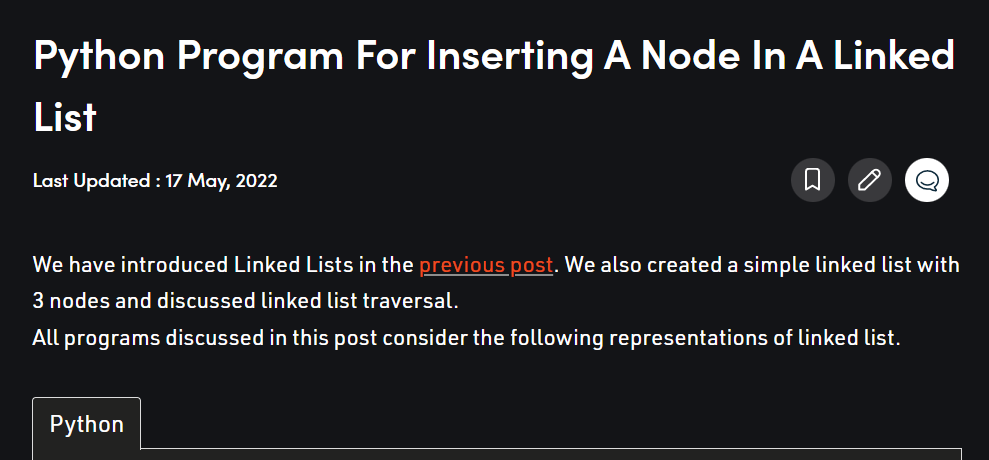 Python Program For Inserting A Node In A Linked
List
Last Updated : 17 May, 2022
We have introduced Linked Lists in the previous post. We also created a simple linked list with
3 nodes and discussed linked list traversal.
All programs discussed in this post consider the following representations of linked list.
Python